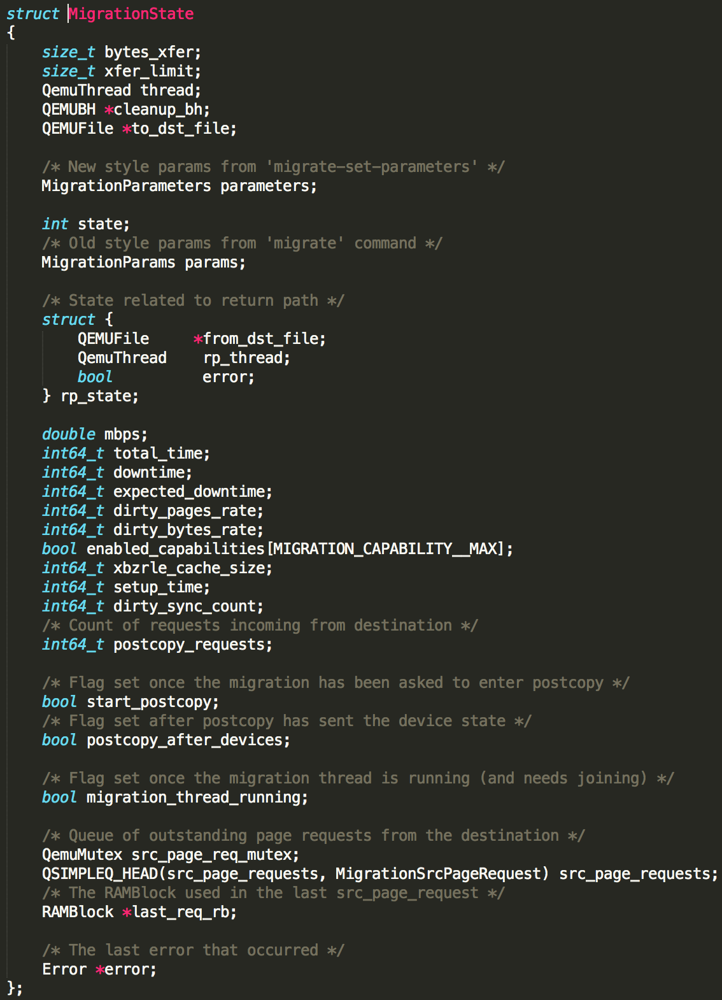 struct MigrationState
{
    size_t bytes_xfer;
    size_t xfer_limit;
    QemuThread thread;
    QEMUBH *cleanup_bh;
    QEMUFile *to_dst_file;

    /* New style params from 'migrate-set-parameters' */
    MigrationParameters parameters;

    int state;
    /* Old style params from 'migrate' command */
    MigrationParams params;

    /* State related to return path */
    struct {
        QEMUFile     *from_dst_file;
        QemuThread    rp_thread;
        bool          error;
    } rp_state;

    double mbps;
    int64_t total_time;
    int64_t downtime;
    int64_t expected_downtime;
    int64_t dirty_pages_rate;
    int64_t dirty_bytes_rate;
    bool enabled_capabilities[MIGRATION_CAPABILITY__MAX];
    int64_t xbzrle_cache_size;
    int64_t setup_time;
    int64_t dirty_sync_count;
    /* Count of requests incoming from destination */
    int64_t postcopy_requests;

    /* Flag set once the migration has been asked to enter postcopy */
    bool start_postcopy;
    /* Flag set after postcopy has sent the device state */
    bool postcopy_after_devices;

    /* Flag set once the migration thread is running (and needs joining) */
    bool migration_thread_running;

    /* Queue of outstanding page requests from the destination */
    QemuMutex src_page_req_mutex;
    QSIMPLEQ_HEAD(src_page_requests, MigrationSrcPageRequest) src_page_requests;
    /* The RAMBlock used in the last src_page_request */
    RAMBlock *last_req_rb;

    /* The last error that occurred */
    Error *error;
};